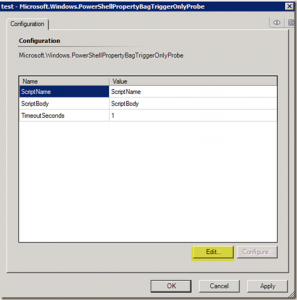 test - Microsoft.Windows.PowerShellPropertyBagTriggerOnlyProbe
Configuration
Configuration
Microsoft.Windows.PowerShellPropertyBagTriggerOnlyProbe
Name Value
ScriptName ScriptName
ScriptBody ScriptBody
TimeoutSeconds 1
Edit... Configure...
OK Cancel Apply